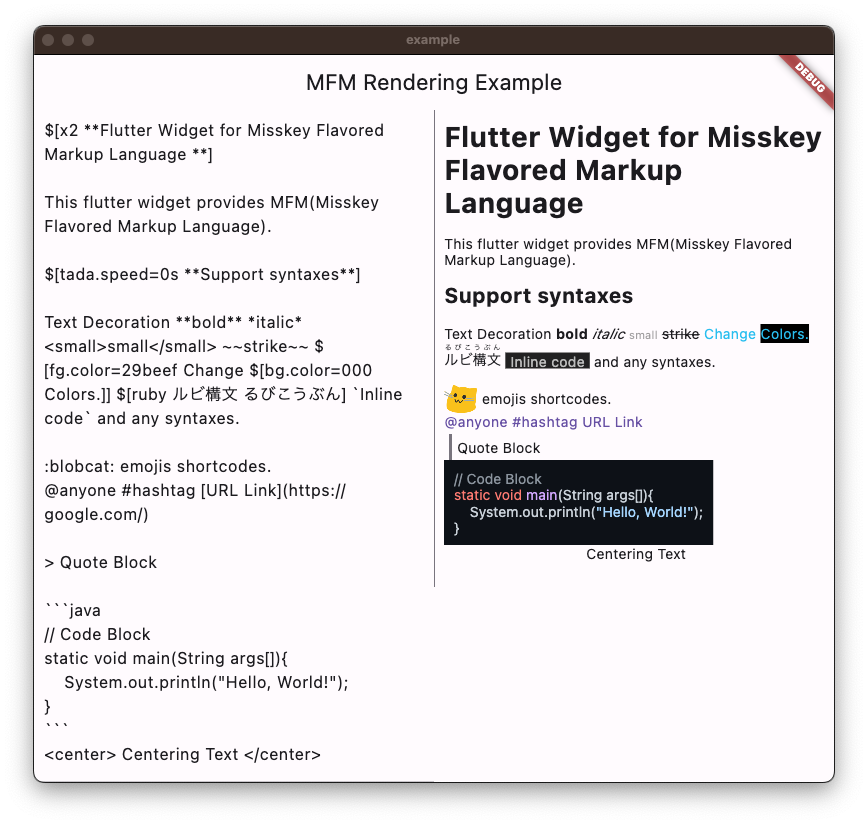 example
DEBUG
MFM Rendering Example
$[x2 **Flutter Widget for Misskey Flavored
Markup Language **]
This flutter widget provides MFM(Misskey
Flavored Markup Language).
$[tada.speed=0s **Support syntaxes**]
Text Decoration **bold** *italic*
<small>small</small> ~~strike~~ $
[fg.color=29beef Change $[bg.color=000
Colors.]] $[ruby ルビ構文 るびこうぶん] `Inline
code` and any syntaxes.
:blobcat: emojis shortcodes.
@anyone #hashtag [URL Link](https://
google.com/)
> Quote Block
```java
// Code Block
static void main(String args[]){
    System.out.println("Hello, World!");
}
```
<center> Centering Text </center>
Flutter Widget for Misskey
Flavored Markup
Language
This flutter widget provides MFM(Misskey Flavored
Markup Language).
Support syntaxes
Text Decoration bold italic small strike Change Colors.
るびこうぶん
ルビ構文 Inline code and any syntaxes.
emojis shortcodes.
@anyone #hashtag URL Link
Quote Block
// Code Block
static void main(String args[]){
    System.out.println("Hello, World!");
}
Centering Text